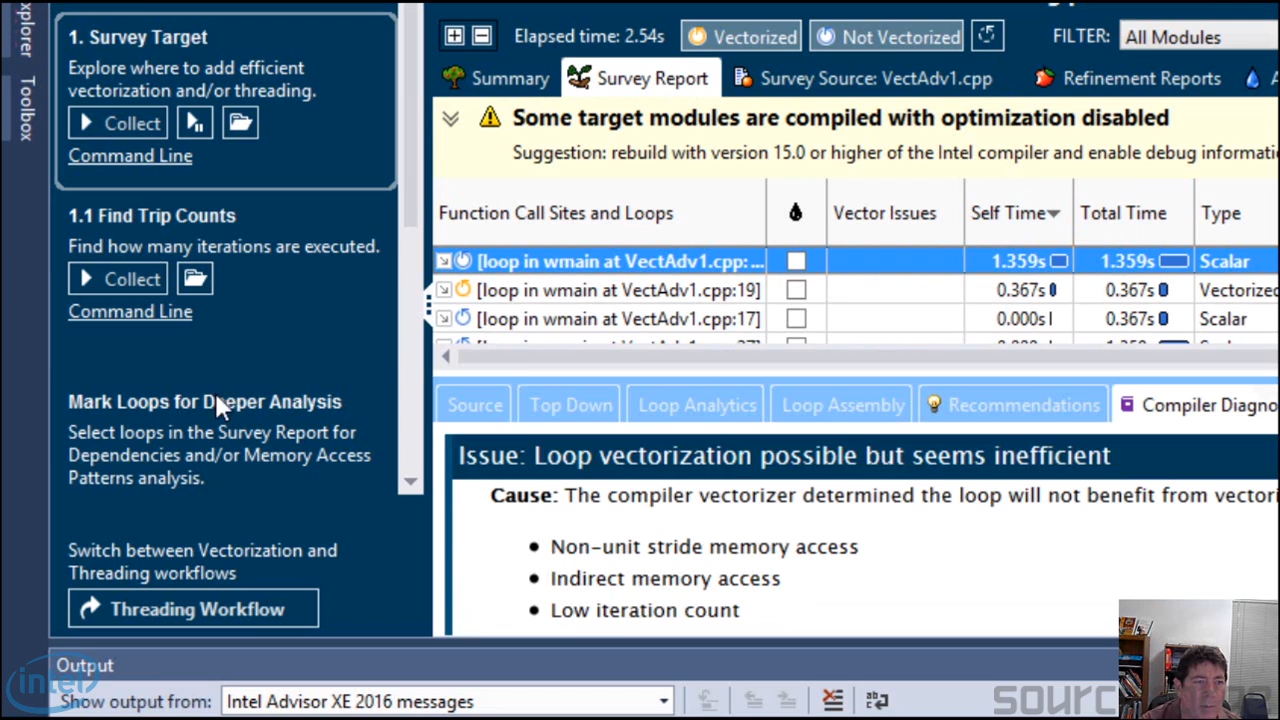 xplorer
Toolbox
1. Survey Target
Explore where to add efficient
vectorization and/or threading.
Collect
Command Line
1.1 Find Trip Counts
Find how many iterations are executed.
Collect
Command Line
Mark Loops for Deeper Analysis
Select loops in the Survey Report for
Dependencies and/or Memory Access
Patterns analysis.
Switch between Vectorization and
Threading workflows
Threading Workflow
Elapsed time: 2.54s Vectorized Not Vectorized FILTER: All Modules
Summary Survey Report Survey Source: VectAdv1.cpp Refinement Reports A
Some target modules are compiled with optimization disabled
Suggestion: rebuild with version 15.0 or higher of the Intel compiler and enable debug informati
Function Call Sites and Loops Vector Issues Self Time Total Time Type
[loop in wmain at VectAdv1.cpp: ... 1.359s 1.359s Scalar
[loop in wmain at VectAdv1.cpp:19] 0.367s 0.367s Vectorized
[loop in wmain at VectAdv1.cpp:17] 0.000s 0.367s Scalar
Source Top Down Loop Analytics Loop Assembly Recommendations Compiler Diagno
Issue: Loop vectorization possible but seems inefficient
Cause: The compiler vectorizer determined the loop will not benefit from vectori
• Non-unit stride memory access
• Indirect memory access
• Low iteration count
Output
Show output from: Intel Advisor XE 2016 messages
intel